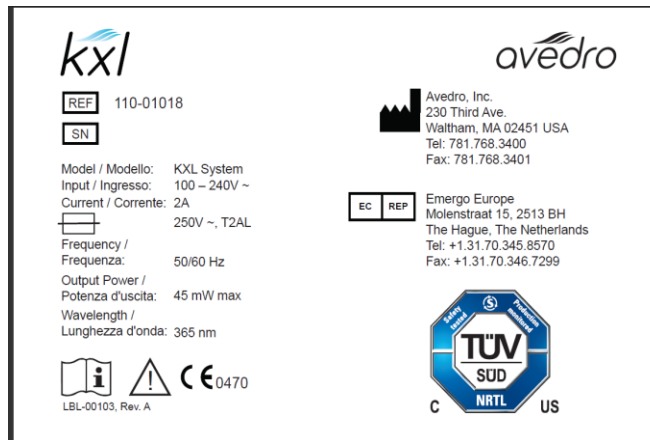 kxl
REF 110-01018
SN
Model / Modello: KXL System
Input / Ingresso: 100 – 240V ~
Current / Corrente: 2A
250V ~, T2AL
Frequency /
Frequenza: 50/60 Hz
Output Power /
Potenza d'uscita: 45 mW max
Wavelength /
Lunghezza d'onda: 365 nm
i ! CE 0470
LBL-00103, Rev. A
avedro
Avedro, Inc.
230 Third Ave.
Waltham, MA 02451 USA
Tel: 781.768.3400
Fax: 781.768.3401
EC REP
Emergo Europe
Molenstraat 15, 2513 BH
The Hague, The Netherlands
Tel: +1.31.70.345.8570
Fax: +1.31.70.346.7299
Safety tested
S
Production monitored
TÜV
SÜD
NRTL
C US